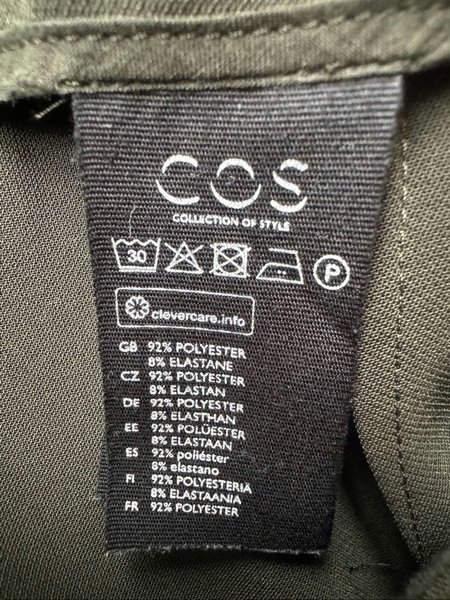 COS
COLLECTION OF STYLE
30 P
clevercare.info
GB 92% POLYESTER
8% ELASTANE
CZ 92% POLYESTER
8% ELASTAN
DE 92% POLYESTER
8% ELASTHAN
EE 92% POLÜESTER
8% ELASTAAN
ES 92% poliéster
8% elastano
FI 92% POLYESTERIÄ
8% ELASTAANIA
FR 92% POLYESTER